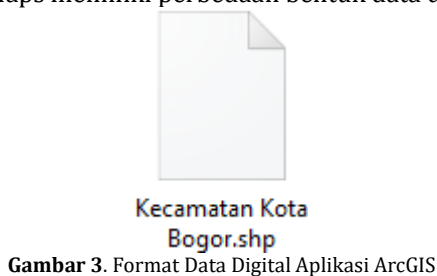 Kecamatan Kota
Bogor.shp
Gambar 3. Format Data Digital Aplikasi ArcGIS